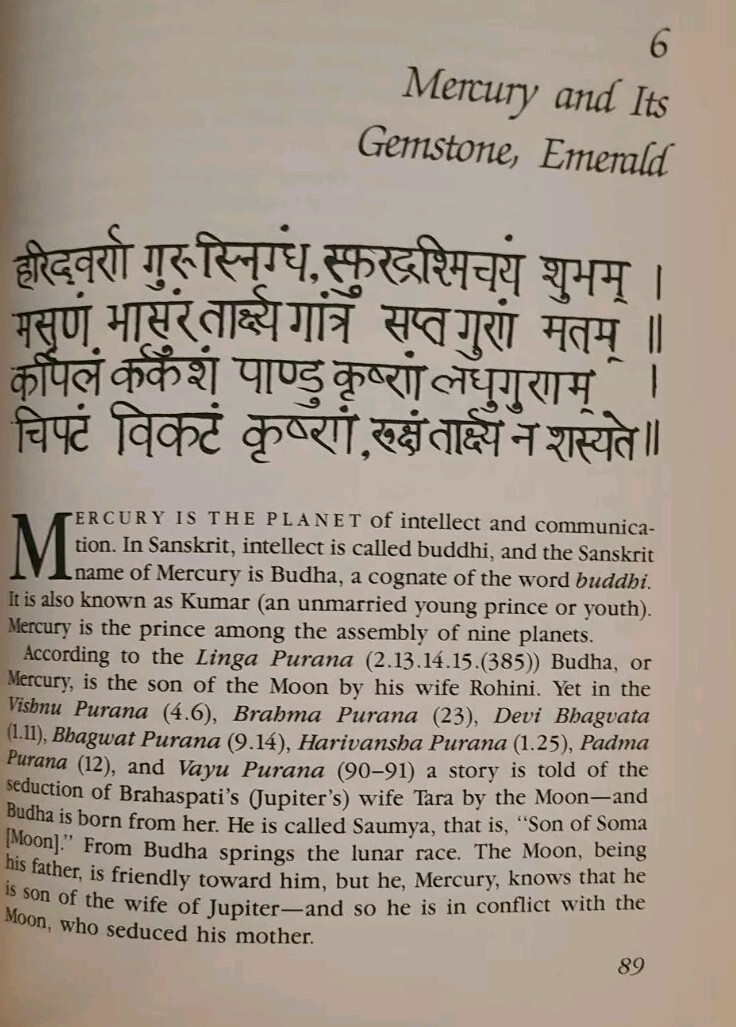 6
Mercury and Its
Gemstone, Emerald
हरिदवर्णं गुरुस्निग्धं, स्फुरद्रश्मिचयं शुभम् ।
मसृणं भासुरं तार्क्ष्य गांत्रं सप्त गुरां मतम् ॥
कपिलं कर्कशं पाण्डु कृष्णं लघुगुराम् ।
चिपटं विकटं कृष्णं, रुक्षं तार्क्ष्यं न शस्यते ॥
MERCURY IS THE PLANET of intellect and communica-
tion. In Sanskrit, intellect is called buddhi, and the Sanskrit
name of Mercury is Budha, a cognate of the word buddhi.
It is also known as Kumar (an unmarried young prince or youth).
Mercury is the prince among the assembly of nine planets.
According to the Linga Purana (2.13.14.15.(385)) Budha, or
Mercury, is the son of the Moon by his wife Rohini. Yet in the
Vishnu Purana (4.6), Brahma Purana (23), Devi Bhagvata
(1.11), Bhagwat Purana (9.14), Harivansha Purana (1.25), Padma
Purana (12), and Vayu Purana (90–91) a story is told of the
seduction of Brahaspati's (Jupiter's) wife Tara by the Moon—and
Budha is born from her. He is called Saumya, that is, "Son of Soma
[Moon]." From Budha springs the lunar race. The Moon, being
his father, is friendly toward him, but he, Mercury, knows that he
is son of the wife of Jupiter—and so he is in conflict with the
Moon, who seduced his mother.
89